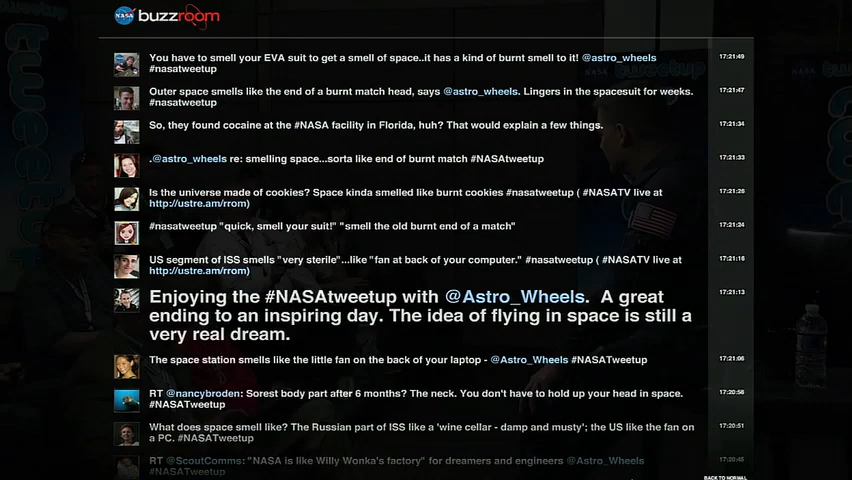 NASA buzzroom
You have to smell your EVA suit to get a smell of space..it has a kind of burnt smell to it! @astro_wheels
#nasatweetup
17:21:49
Outer space smells like the end of a burnt match head, says @astro_wheels. Lingers in the spacesuit for weeks.
#nasatweetup
17:21:47
So, they found cocaine at the #NASA facility in Florida, huh? That would explain a few things.
17:21:34
.@astro_wheels re: smelling space...sorta like end of burnt match #NASAtweetup
17:21:33
Is the universe made of cookies? Space kinda smelled like burnt cookies #nasatweetup ( #NASATV live at
http://ustre.am/rrom)
17:21:28
#nasatweetup "quick, smell your suit!" "smell the old burnt end of a match"
17:21:24
US segment of ISS smells "very sterile"...like "fan at back of your computer." #nasatweetup ( #NASATV live at
http://ustre.am/rrom)
17:21:16
Enjoying the #NASAtweetup with @Astro_Wheels. A great
ending to an inspiring day. The idea of flying in space is still a
very real dream.
17:21:13
The space station smells like the little fan on the back of your laptop - @Astro_Wheels #NASATweetup
17:21:06
RT @nancybroden: Sorest body part after 6 months? The neck. You don't have to hold up your head in space.
#NASATweetup
17:20:58
What does space smell like? The Russian part of ISS like a 'wine cellar - damp and musty'; the US like the fan on
a PC. #NASATweetup
17:20:51
RT @ScoutComms: "NASA is like Willy Wonka's factory" for dreamers and engineers @Astro_Wheels
#NASATweetup
17:20:45
BACK TO NORMAL
tweetup